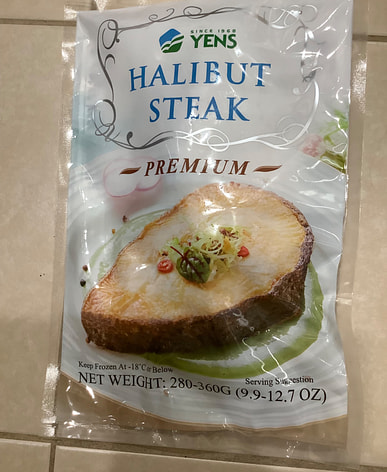 SINCE 1968
YENS
HALIBUT
STEAK
PREMIUM
Keep Frozen At -18°C@Below
Serving Suggestion
NET WEIGHT: 280-360G (9.9-12.7 OZ)